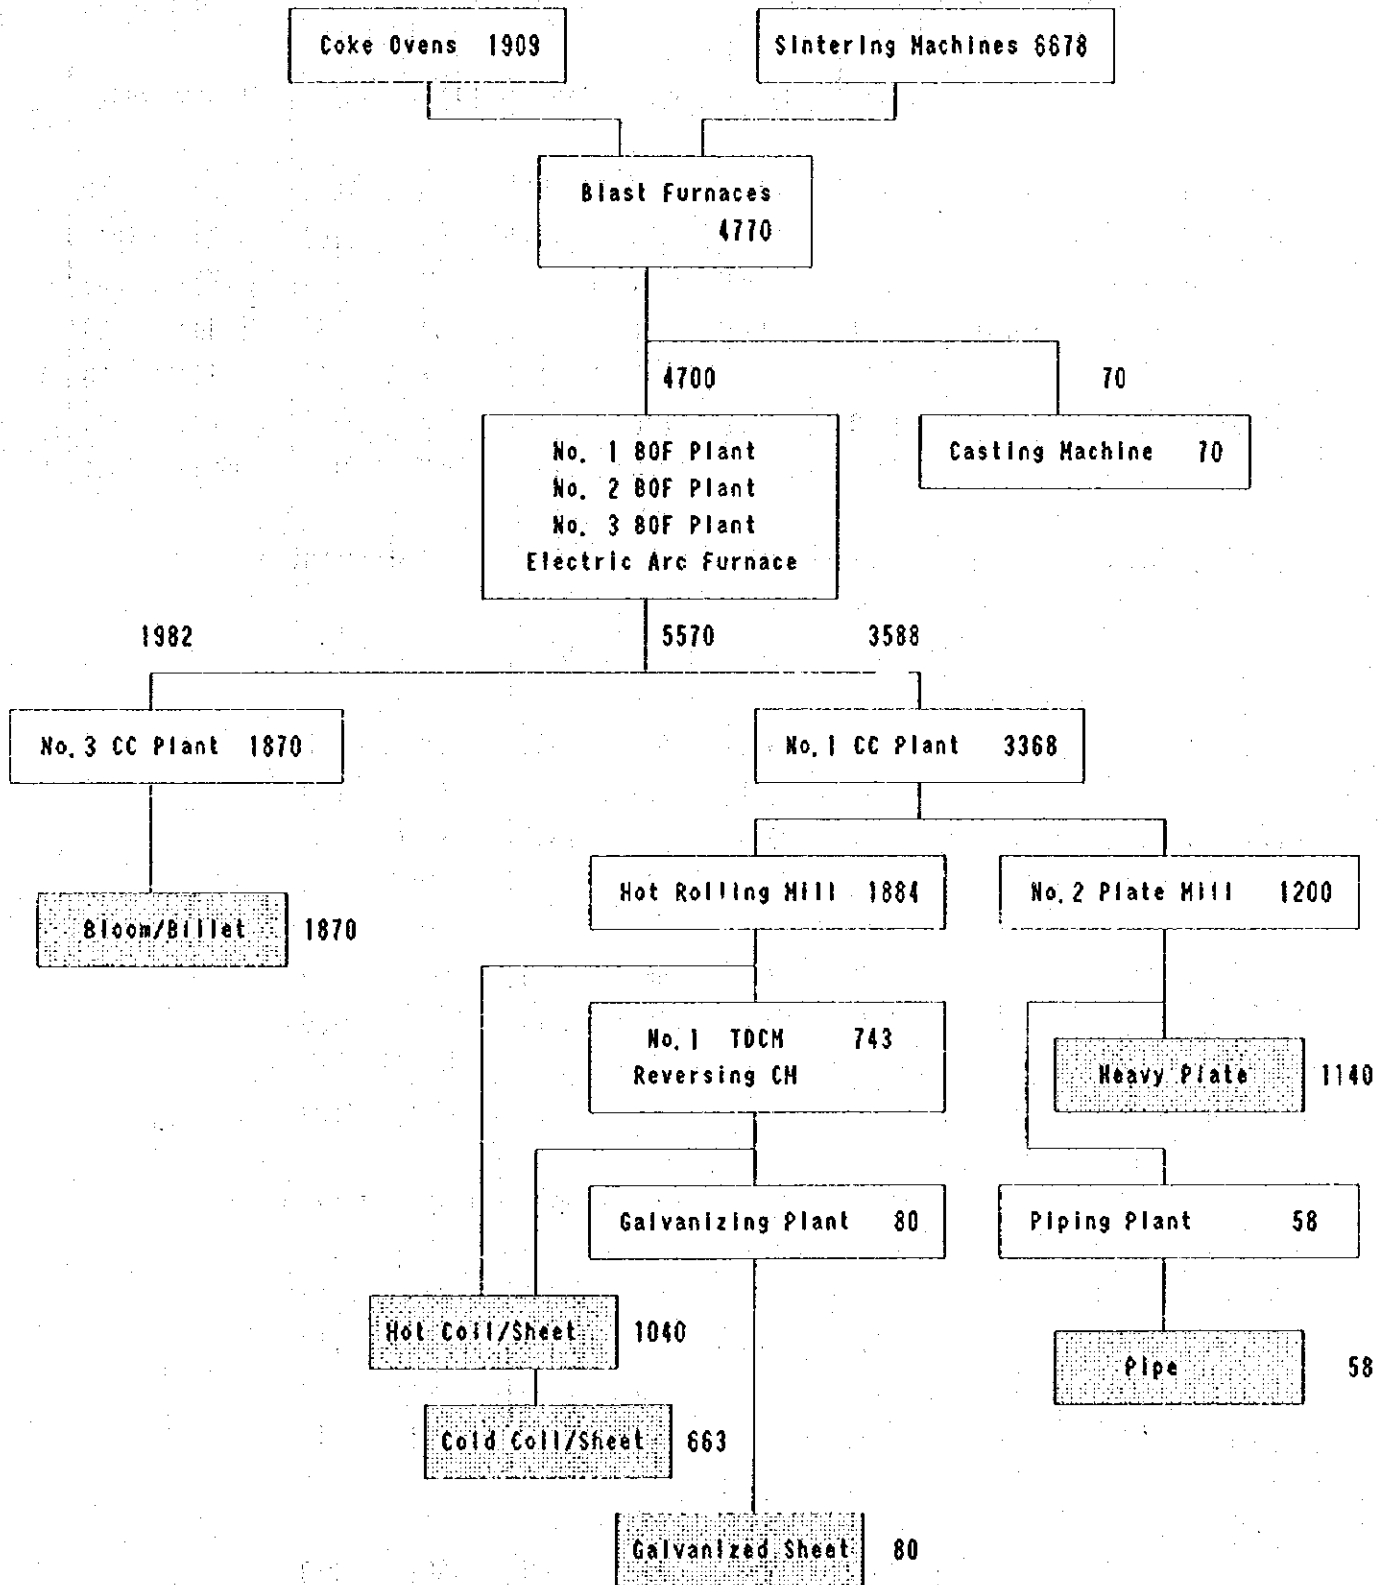 Coke Ovens 1909
Sintering Machines 6678
Blast Furnaces
4770
4700
70
No. 1 BOF Plant
No. 2 BOF Plant
No. 3 BOF Plant
Electric Arc Furnace
Casting Machine 70
1982
5570
3588
No. 3 CC Plant 1870
No. 1 CC Plant 3368
Hot Rolling Mill 1884
No. 2 Plate Mill 1200
Bloom/Billet 1870
No. 1 TDCM 743
Reversing CM
Heavy Plate 1140
Galvanizing Plant 80
Piping Plant 58
Hot Coil/Sheet 1040
Pipe 58
Cold Coil/Sheet 663
Galvanized Sheet 80